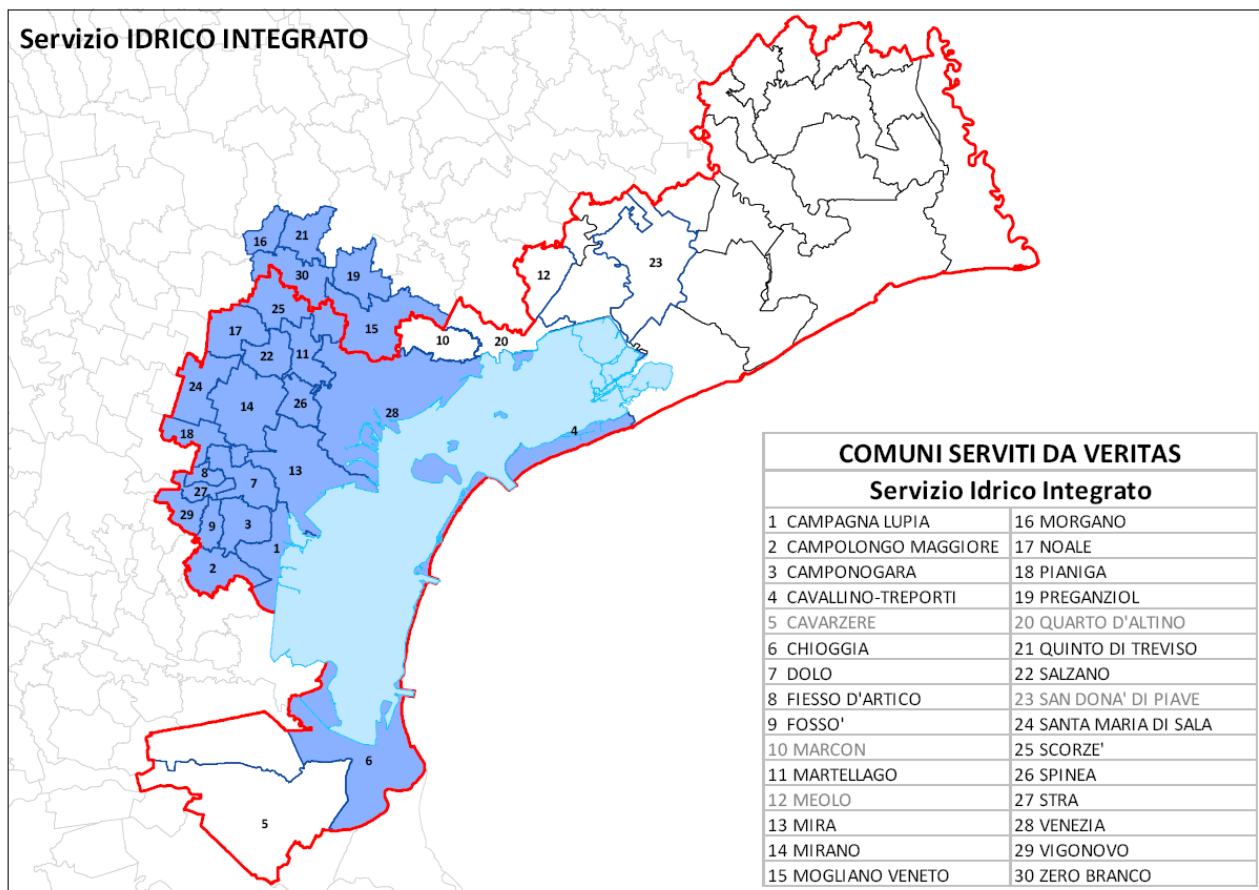 Servizio IDRICO INTEGRATO
16
21
30
19
12
23
25
15
17
10
20
22
11
24
14
26
28
18
4
13
8
7
27
29
9
3
1
2
6
5
COMUNI SERVITI DA VERITAS
Servizio Idrico Integrato
1 CAMPAGNA LUPIA 16 MORGANO
2 CAMPOLONGO MAGGIORE 17 NOALE
3 CAMPONOGARA 18 PIANIGA
4 CAVALLINO-TREPORTI 19 PREGANZIOL
5 CAVARZERE 20 QUARTO D'ALTINO
6 CHIOGGIA 21 QUINTO DI TREVISO
7 DOLO 22 SALZANO
8 FIESSO D'ARTICO 23 SAN DONA' DI PIAVE
9 FOSSO' 24 SANTA MARIA DI SALA
10 MARCON 25 SCORZE'
11 MARTELLAGO 26 SPINEA
12 MEOLO 27 STRA
13 MIRA 28 VENEZIA
14 MIRANO 29 VIGONOVO
15 MOGLIANO VENETO 30 ZERO BRANCO